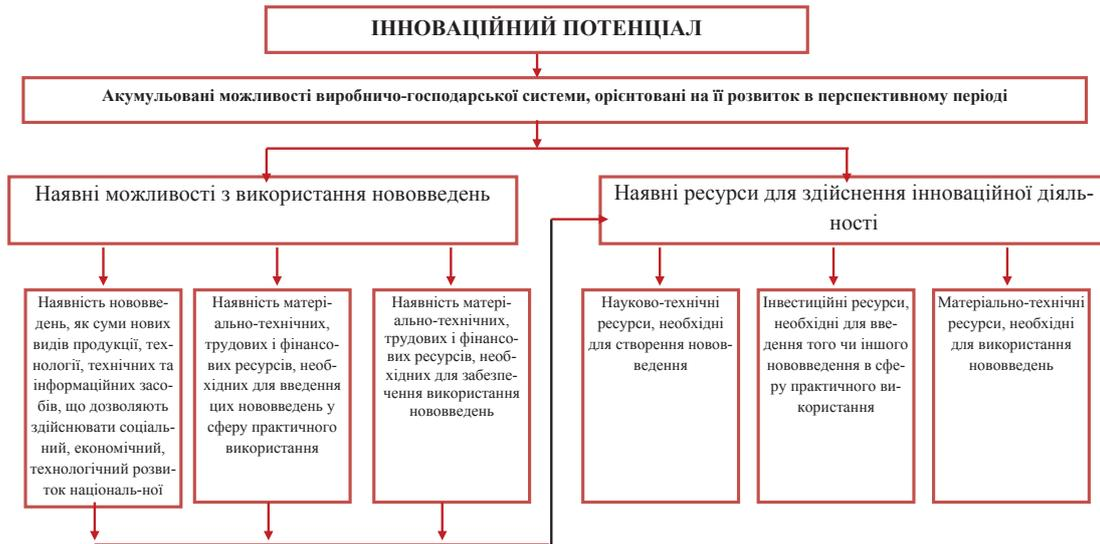 ІННОВАЦІЙНИЙ ПОТЕНЦІАЛ
Акумульовані можливості виробничо-господарської системи, орієнтовані на її розвиток в перспективному періоді
Наявні можливості з використання нововведень
Наявні ресурси для здійснення інноваційної діяль-
ності
Наявність нововве-
день, як суми нових
видів продукції, тех-
нології, технічних та
інформаційних засо-
бів, що дозволяють
здійснювати соціаль-
ний, економічний,
технологічний розви-
ток національ-ної
Наявність матері-
ально-технічних,
трудових і фінансо-
вих ресурсів, необ-
хідних для введення
цих нововведень у
сферу практичного
використання
Наявність матері-
ально-технічних,
трудових і фінансо-
вих ресурсів, необ-
хідних для забезпе-
чення використання
нововведень
Науково-технічні
ресурси, необхідні
для створення новов-
ведення
Інвестиційні ресурси,
необхідні для вве-
дення того чи іншого
нововведення в сфе-
ру практичного ви-
користання
Матеріально-технічні
ресурси, необхідні
для використання
нововведень